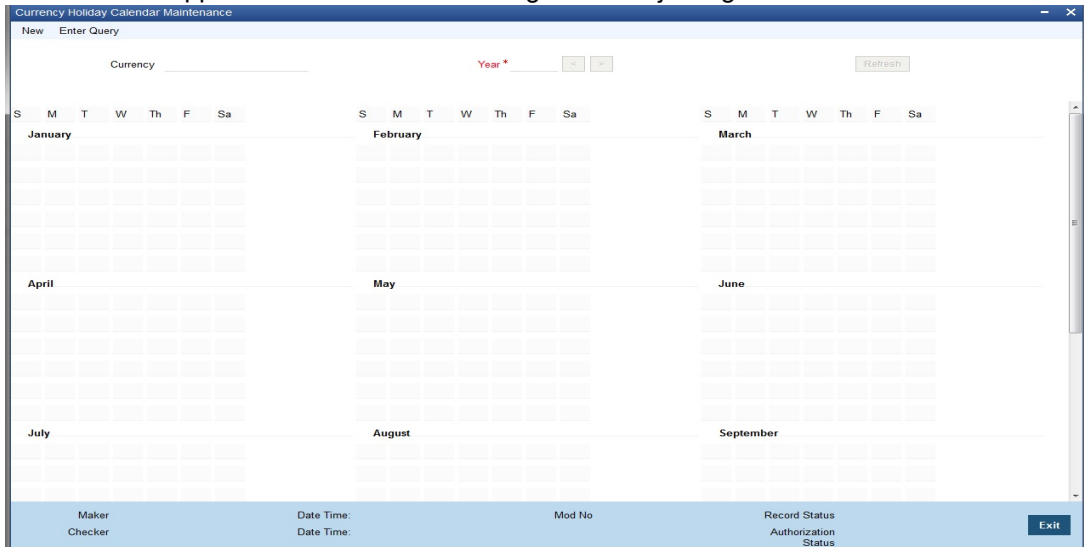 Currency Holiday Calendar Maintenance
New Enter Query
Currency Year * < > Refresh
S M T W Th F Sa S M T W Th F Sa S M T W Th F Sa
January February March
April May June
July August September
Maker Date Time: Mod No Record Status
Checker Date Time: Authorization
Status
Exit